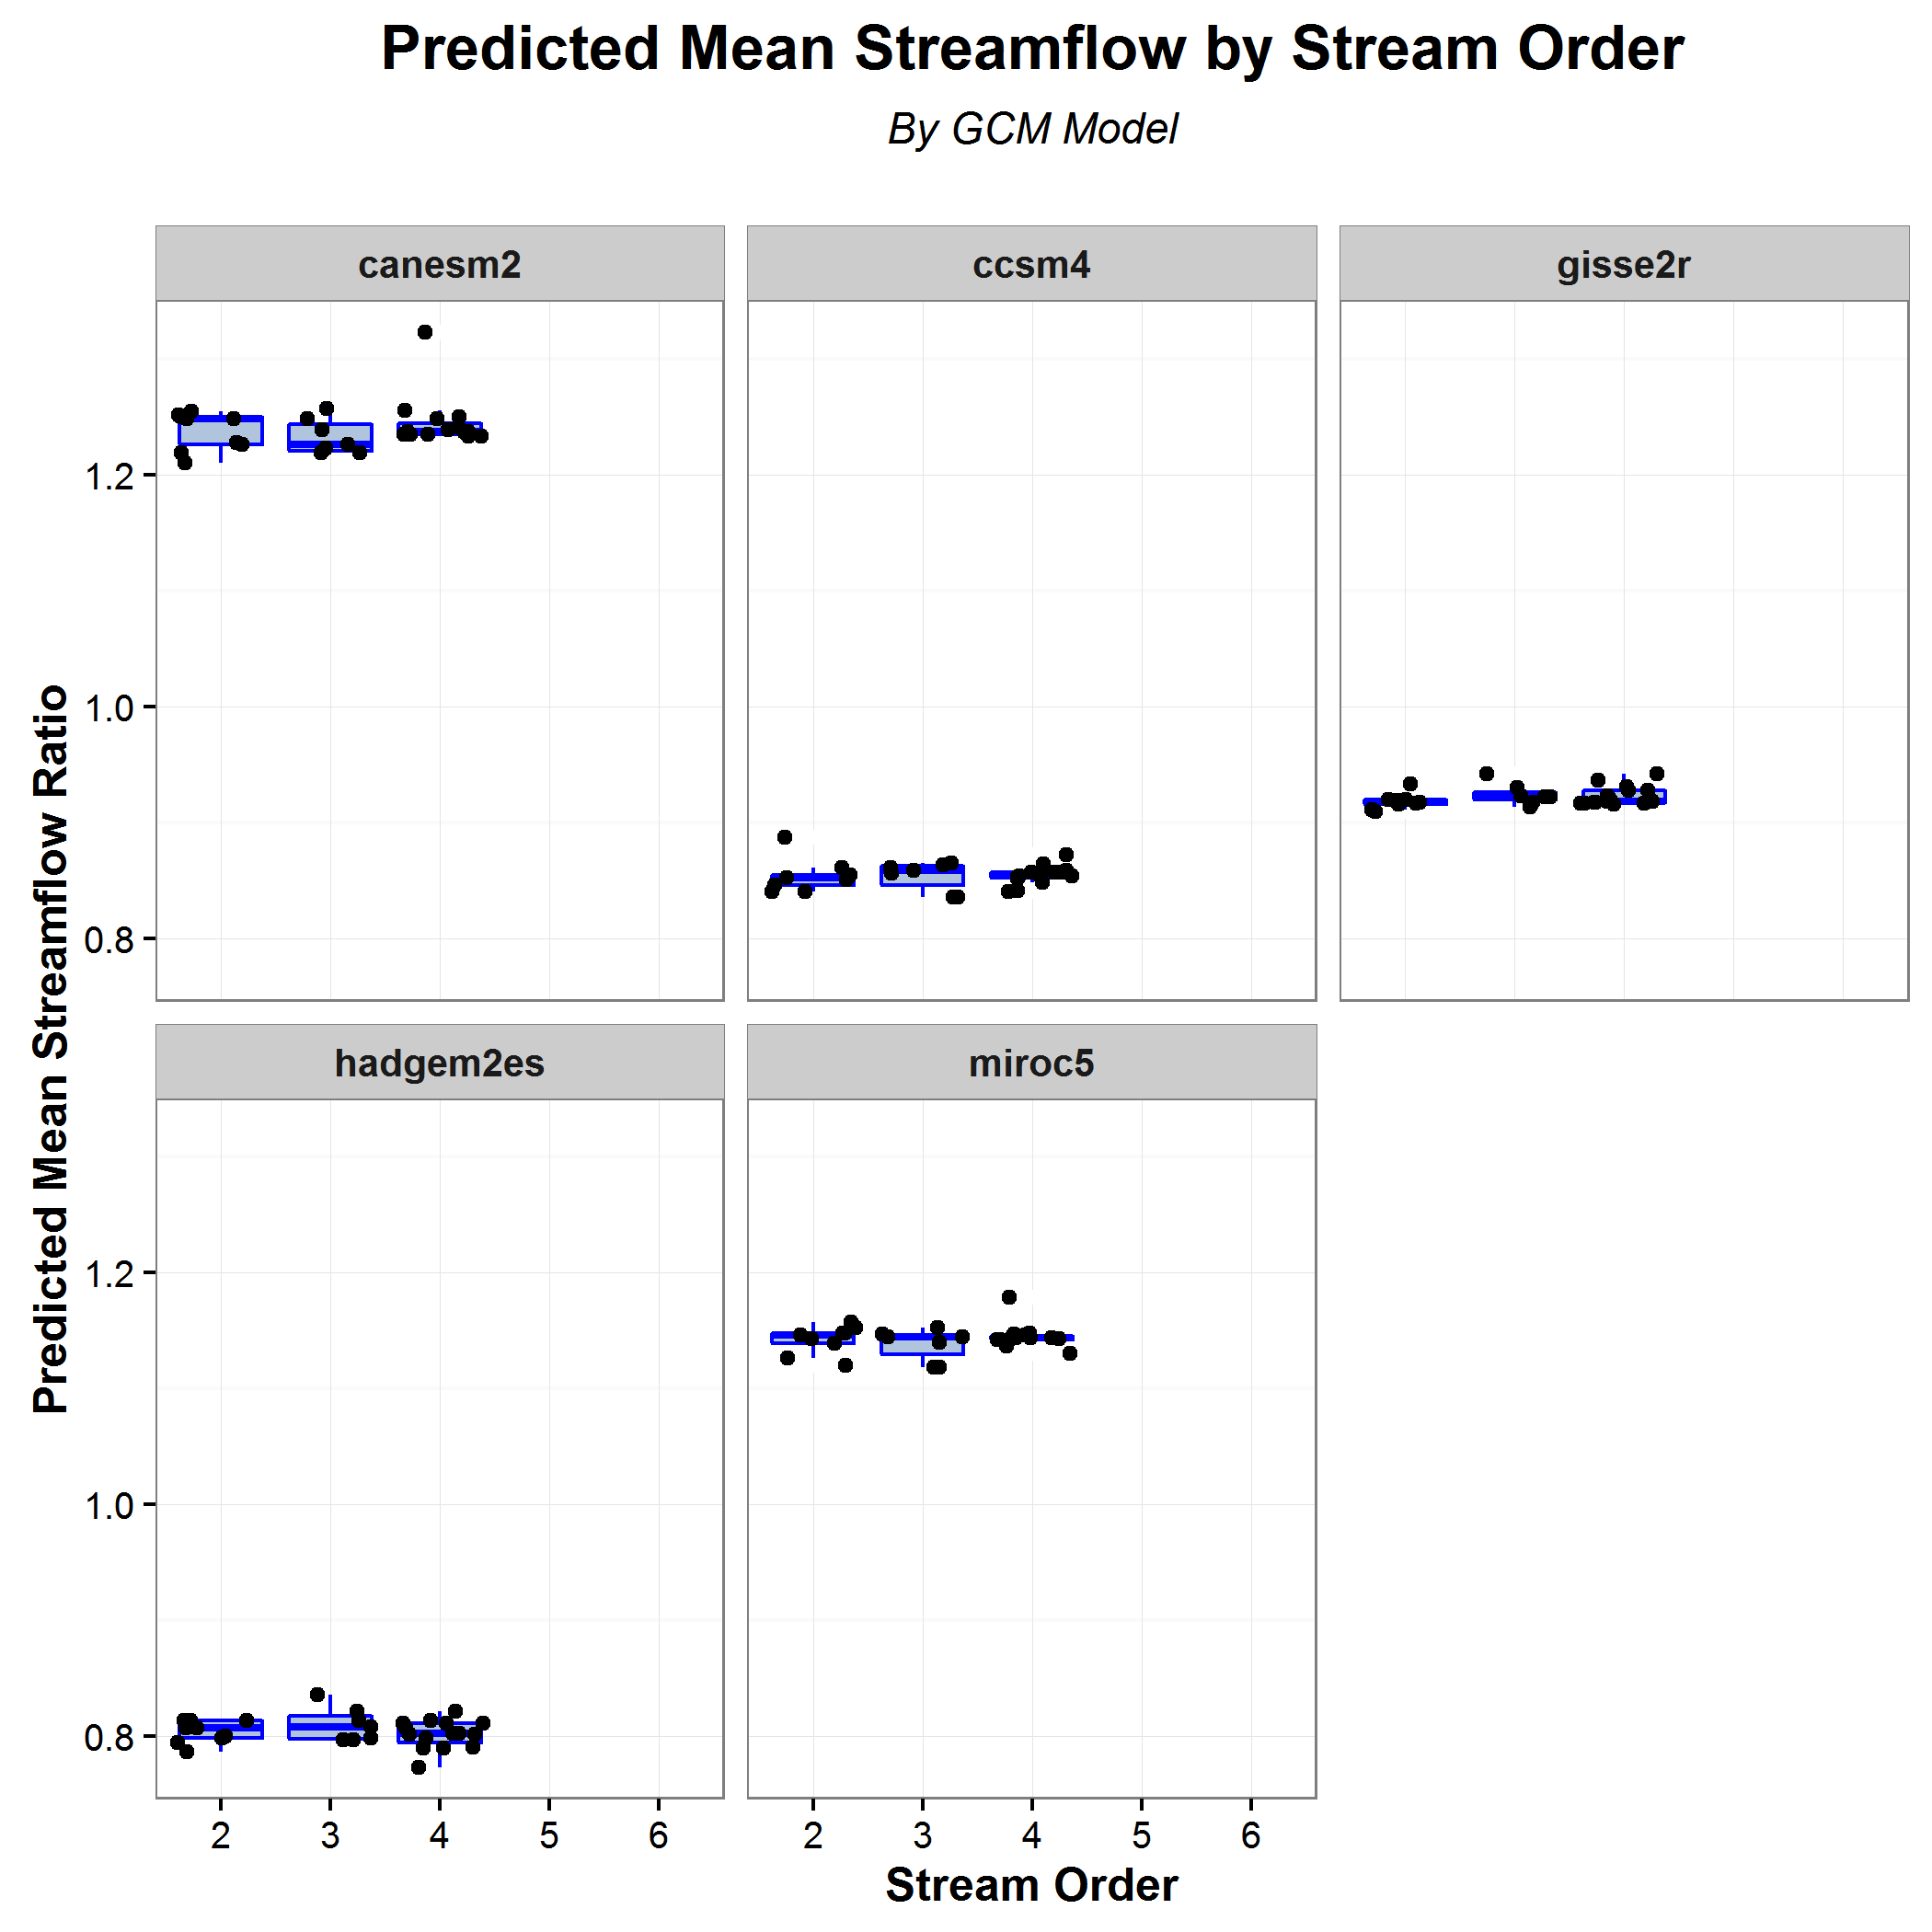 Predicted Mean Streamflow by Stream Order
By GCM Model
canesm2
ccsm4
gisse2r
1.2
1.0
0.8
Predicted Mean Streamflow Ratio
hadgem2es
miroc5
1.2
1.0
0.8
2 3 4 5 6
2 3 4 5 6
Stream Order